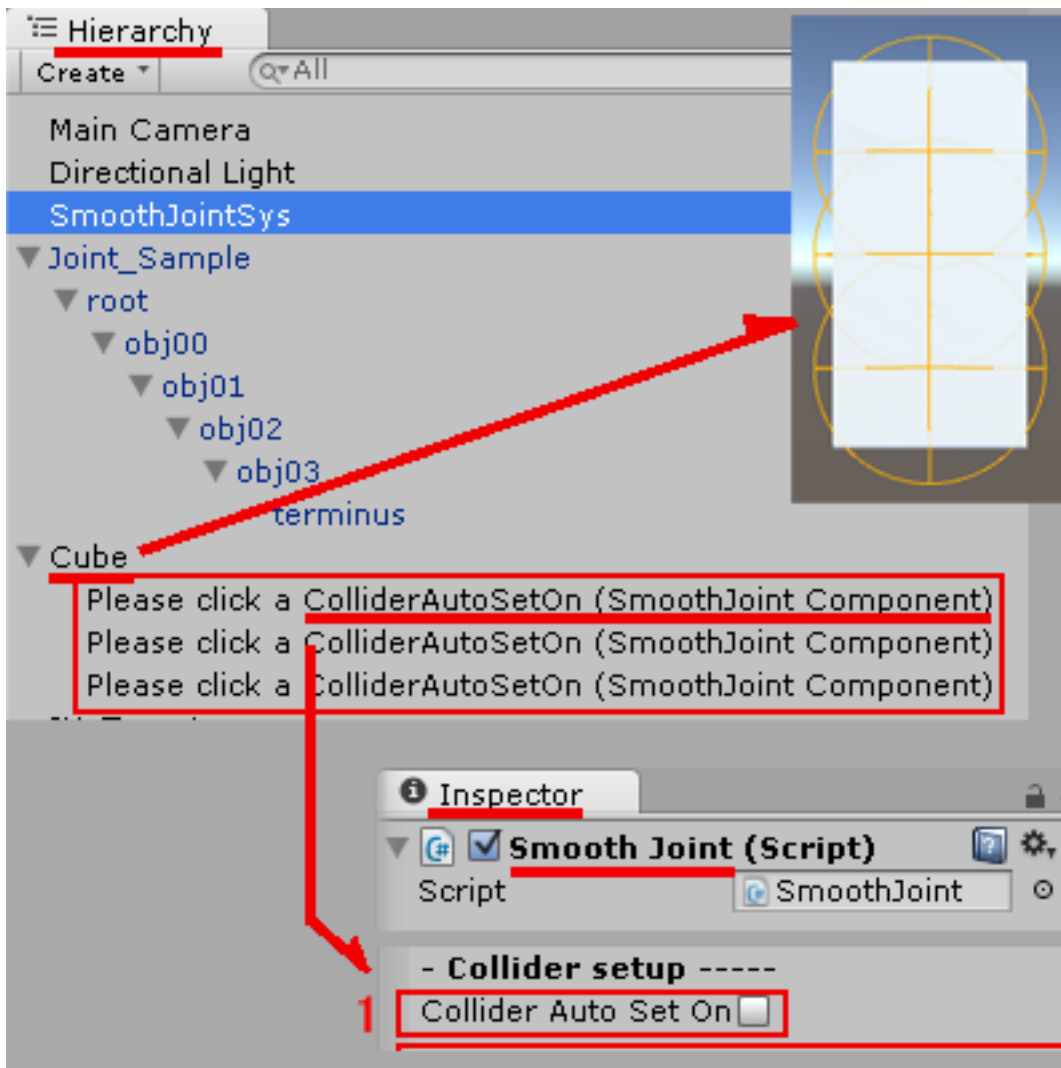 Hierarchy
Create
All
Main Camera
Directional Light
SmoothJointSys
Joint_Sample
root
obj00
obj01
obj02
obj03
terminus
Cube
Please click a ColliderAutoSetOn (SmoothJoint Component)
Please click a ColliderAutoSetOn (SmoothJoint Component)
Please click a ColliderAutoSetOn (SmoothJoint Component)
Inspector
Smooth Joint (Script)
Script SmoothJoint
- Collider setup -----
1 Collider Auto Set On